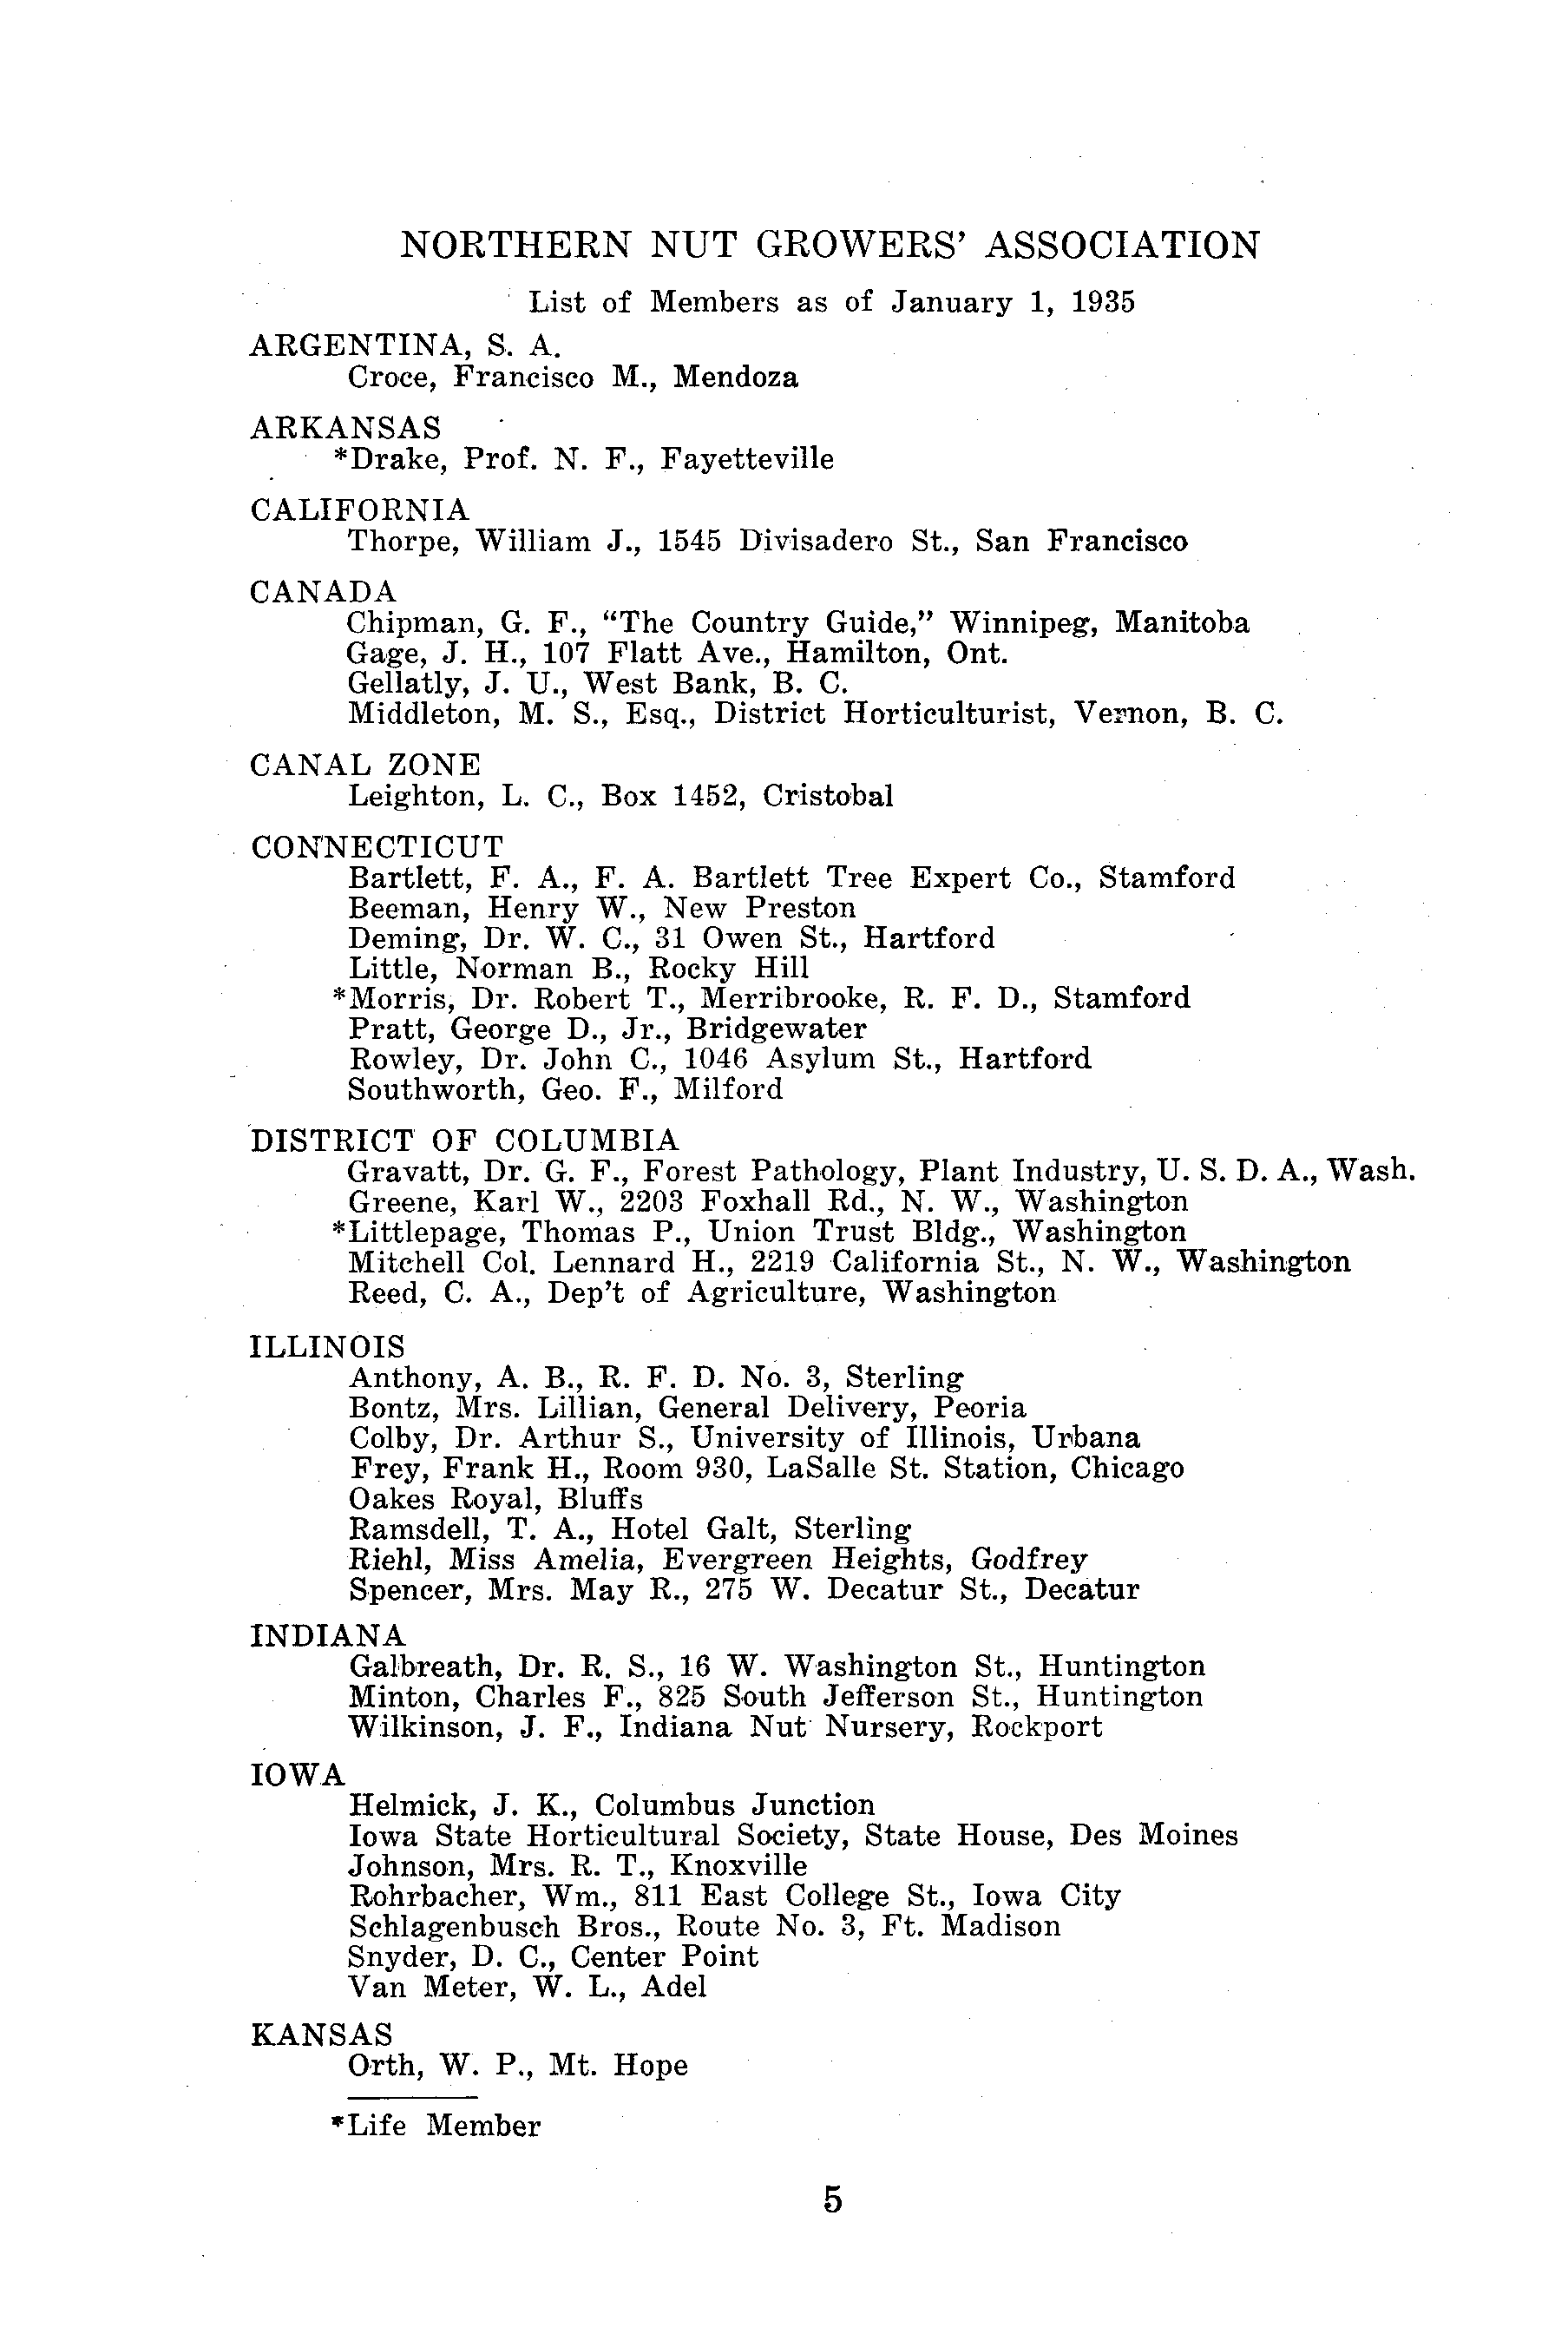 NORTHERN NUT GROWERS' ASSOCIATION
List of Members as of January 1, 1935
ARGENTINA, S. A.
Croce, Francisco M., Mendoza
ARKANSAS
*Drake, Prof. N. F., Fayetteville
CALIFORNIA
Thorpe, William J., 1545 Divisadero St., San Francisco
CANADA
Chipman, G. F., “The Country Guide,” Winnipeg, Manitoba
Gage, J. H., 107 Flatt Ave., Hamilton, Ont.
Gellatly, J. U., West Bank, B. C.
Middleton, M. S., Esq., District Horticulturist, Vernon, B. C.
CANAL ZONE
Leighton, L. C., Box 1452, Cristobal
CONNECTICUT
Bartlett, F. A., F. A. Bartlett Tree Expert Co., Stamford
Beeman, Henry W., New Preston
Deming, Dr. W. C., 31 Owen St., Hartford
Little, Norman B., Rocky Hill
*Morris, Dr. Robert T., Merribrooke, R. F. D., Stamford
Pratt, George D., Jr., Bridgewater
Rowley, Dr. John C., 1046 Asylum St., Hartford
Southworth, Geo. F., Milford
DISTRICT OF COLUMBIA
Gravatt, Dr. G. F., Forest Pathology, Plant Industry, U. S. D. A., Wash.
Greene, Karl W., 2203 Foxhall Rd., N. W., Washington
*Littlepage, Thomas P., Union Trust Bldg., Washington
Mitchell Col. Lennard H., 2219 California St., N. W., Washington
Reed, C. A., Dep't of Agriculture, Washington
ILLINOIS
Anthony, A. B., R. F. D. No. 3, Sterling
Bontz, Mrs. Lillian, General Delivery, Peoria
Colby, Dr. Arthur S., University of Illinois, Urbana
Frey, Frank H., Room 930, LaSalle St. Station, Chicago
Oakes Royal, Bluffs
Ramsdell, T. A., Hotel Galt, Sterling
Riehl, Miss Amelia, Evergreen Heights, Godfrey
Spencer, Mrs. May R., 275 W. Decatur St., Decatur
INDIANA
Galbreath, Dr. R. S., 16 W. Washington St., Huntington
Minton, Charles F., 825 South Jefferson St., Huntington
Wilkinson, J. F., Indiana Nut Nursery, Rockport
IOWA
Helmick, J. K., Columbus Junction
Iowa State Horticultural Society, State House, Des Moines
Johnson, Mrs. R. T., Knoxville
Rohrbacher, Wm., 811 East College St., Iowa City
Schlagenbusch Bros., Route No. 3, Ft. Madison
Snyder, D. C., Center Point
Van Meter, W. L., Adel
KANSAS
Orth, W. P., Mt. Hope
*Life Member
5